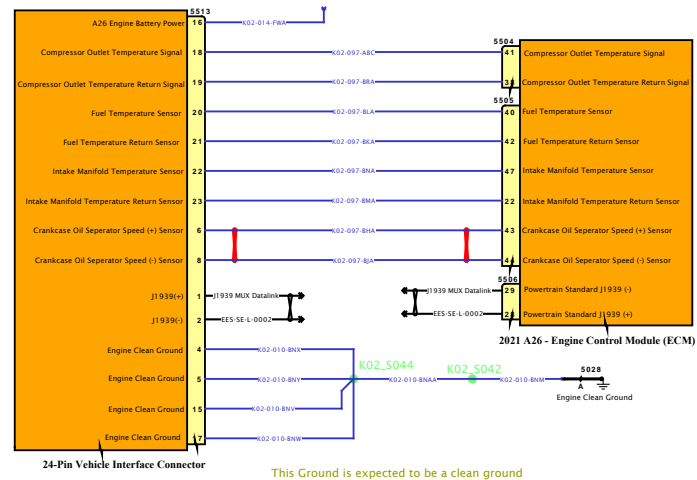 5513
A26 Engine Battery Power 16 K02-014-FWA
5504
Compressor Outlet Temperature Signal 18 K02-097-ABC 41 Compressor Outlet Temperature Signal
Compressor Outlet Temperature Return Signal 19 K02-097-BRA Compressor Outlet Temperature Return Signal
5505
Fuel Temperature Sensor 20 K02-097-BLA 40 Fuel Temperature Sensor
Fuel Temperature Return Sensor 21 K02-097-BKA 42 Fuel Temperature Return Sensor
Intake Manifold Temperature Sensor 22 K02-097-BNA 47 Intake Manifold Temperature Sensor
Intake Manifold Temperature Return Sensor 23 K02-097-BMA 22 Intake Manifold Temperature Return Sensor
Crankcase Oil Seperator Speed (+) Sensor 6 K02-097-BHA 43 Crankcase Oil Seperator Speed (+) Sensor
Crankcase Oil Seperator Speed (-) Sensor 8 K02-097-BJA Crankcase Oil Seperator Speed (-) Sensor
5506
J1939(+) 1 J1939 MUX Datalink J1939 MUX Datalink 29 Powertrain Standard J1939 (-)
J1939(-) 2 EES-SE-L-0002 EES-SE-L-0002 Powertrain Standard J1939 (+)
2021 A26 - Engine Control Module (ECM)
Engine Clean Ground 4 K02-010-BNX
K02_S044 K02_S042
5028
Engine Clean Ground 5 K02-010-BNY K02-010-BNAA K02-010-BNM
A
Engine Clean Ground
Engine Clean Ground 15 K02-010-BNV
Engine Clean Ground 17 K02-010-BNW
24-Pin Vehicle Interface Connector
This Ground is expected to be a clean ground